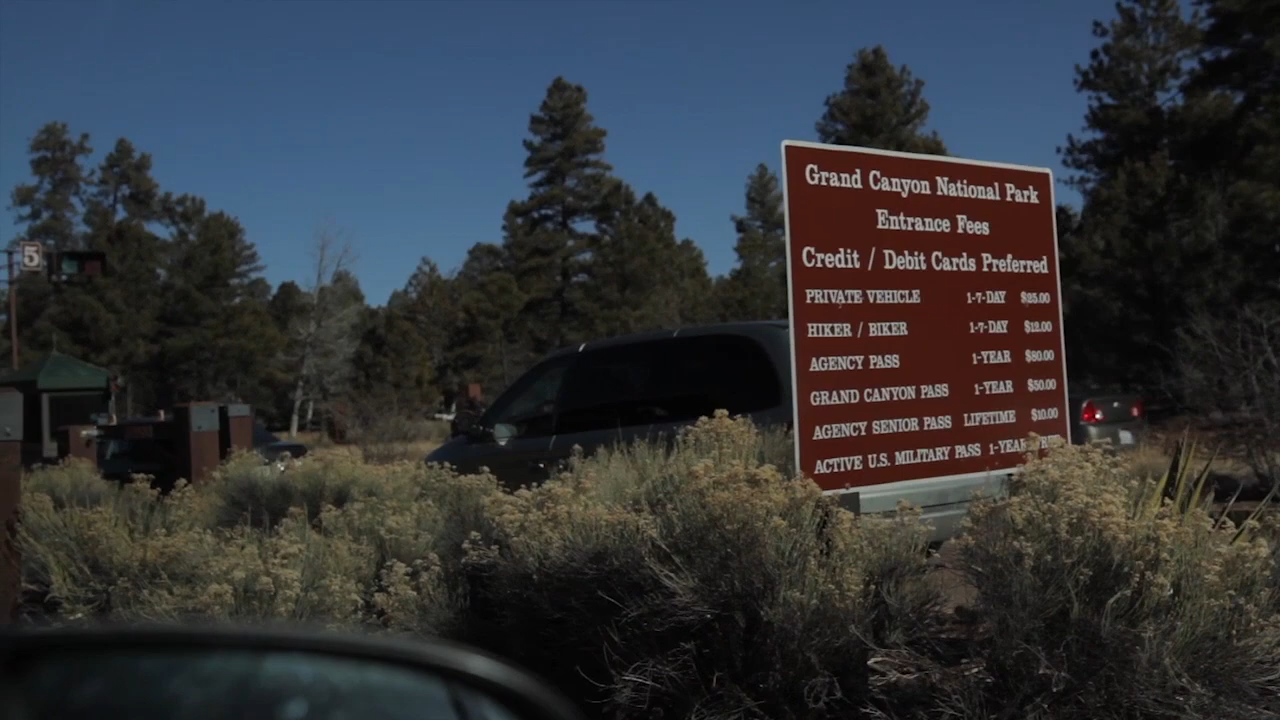 5
Grand Canyon National Park
Entrance Fees
Credit / Debit Cards Preferred
PRIVATE VEHICLE 1-7-DAY $25.00
HIKER / BIKER 1-7-DAY $12.00
AGENCY PASS 1-YEAR $80.00
GRAND CANYON PASS 1-YEAR $50.00
AGENCY SENIOR PASS LIFETIME $10.00
ACTIVE U.S. MILITARY PASS 1-YEAR